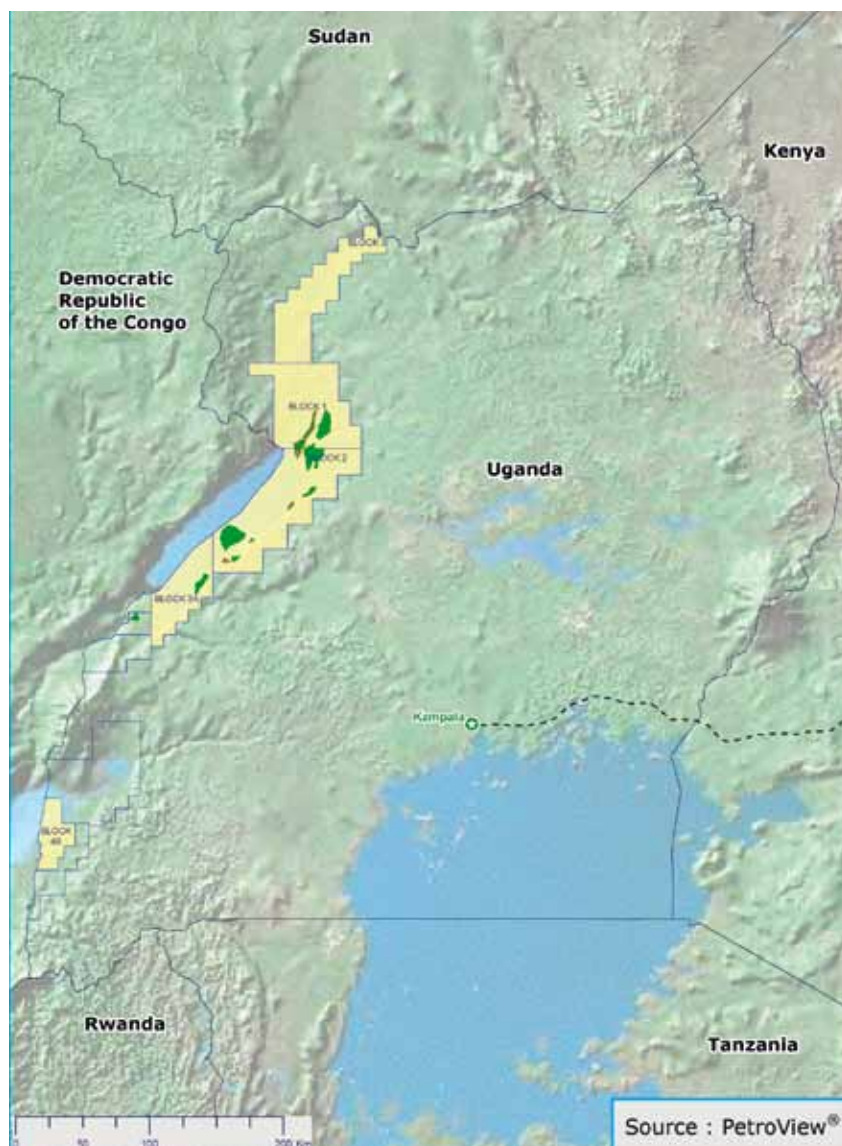 Sudan
Kenya
Democratic
Republic
of the Congo
BLOCK
BLOCK 1
BLOCK 2
Uganda
BLOCK 3A
Kampala
BLOCK
4B
Rwanda
Tanzania
0 50 100 200 Km
Source : PetroView®